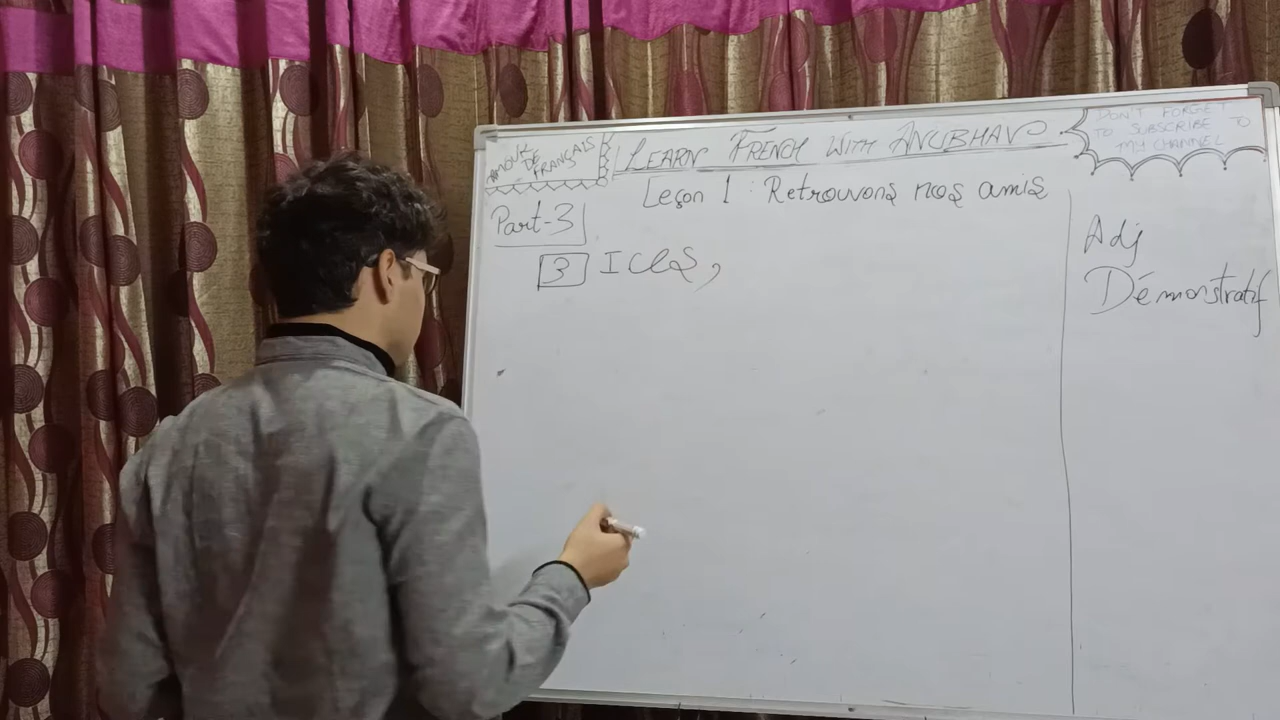 AMOUR DE
FRANÇAIS
LEARN FRENCH WITH ANUBHAV
DON'T FORGET
TO SUBSCRIBE TO
MY CHANNEL
Leçon 1 : Retrouvons nos amis
Part-3
3
Adj
Démonstratif